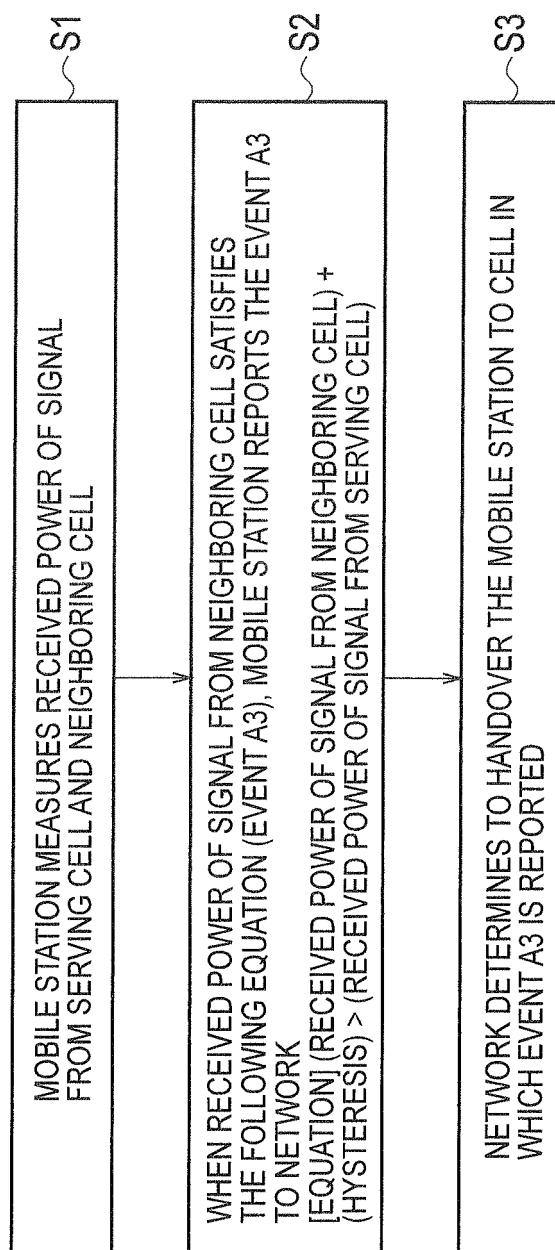 MOBILE STATION MEASURES RECEIVED POWER OF SIGNAL
FROM SERVING CELL AND NEIGHBORING CELL
S1
WHEN RECEIVED POWER OF SIGNAL FROM NEIGHBORING CELL SATISFIES
THE FOLLOWING EQUATION (EVENT A3), MOBILE STATION REPORTS THE EVENT A3
TO NETWORK
[EQUATION] (RECEIVED POWER OF SIGNAL FROM NEIGHBORING CELL) +
(HYSTERESIS) > (RECEIVED POWER OF SIGNAL FROM SERVING CELL)
S2
NETWORK DETERMINES TO HANDOVER THE MOBILE STATION TO CELL IN
WHICH EVENT A3 IS REPORTED
S3